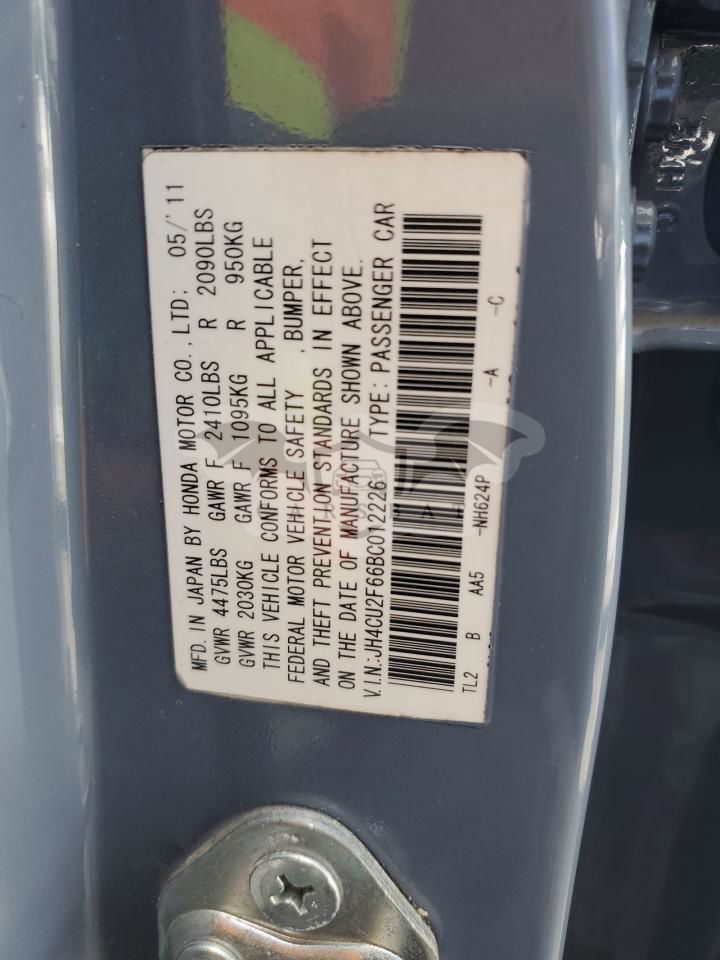 MFD. IN JAPAN BY HONDA MOTOR CO., LTD; 05/'11
GVWR 4475LBS GAWR F 2410LBS R 2090LBS
GVWR 2030KG GAWR F 1095KG R 950KG
THIS VEHICLE CONFORMS TO ALL APPLICABLE
FEDERAL MOTOR VEHICLE SAFETY , BUMPER,
AND THEFT PREVENTION STANDARDS IN EFFECT
ON THE DATE OF MANUFACTURE SHOWN ABOVE.
V.I.N.:JH4CU2F66BC012226 TYPE: PASSENGER CAR
TL2 B AA5 -NH624P -A -C